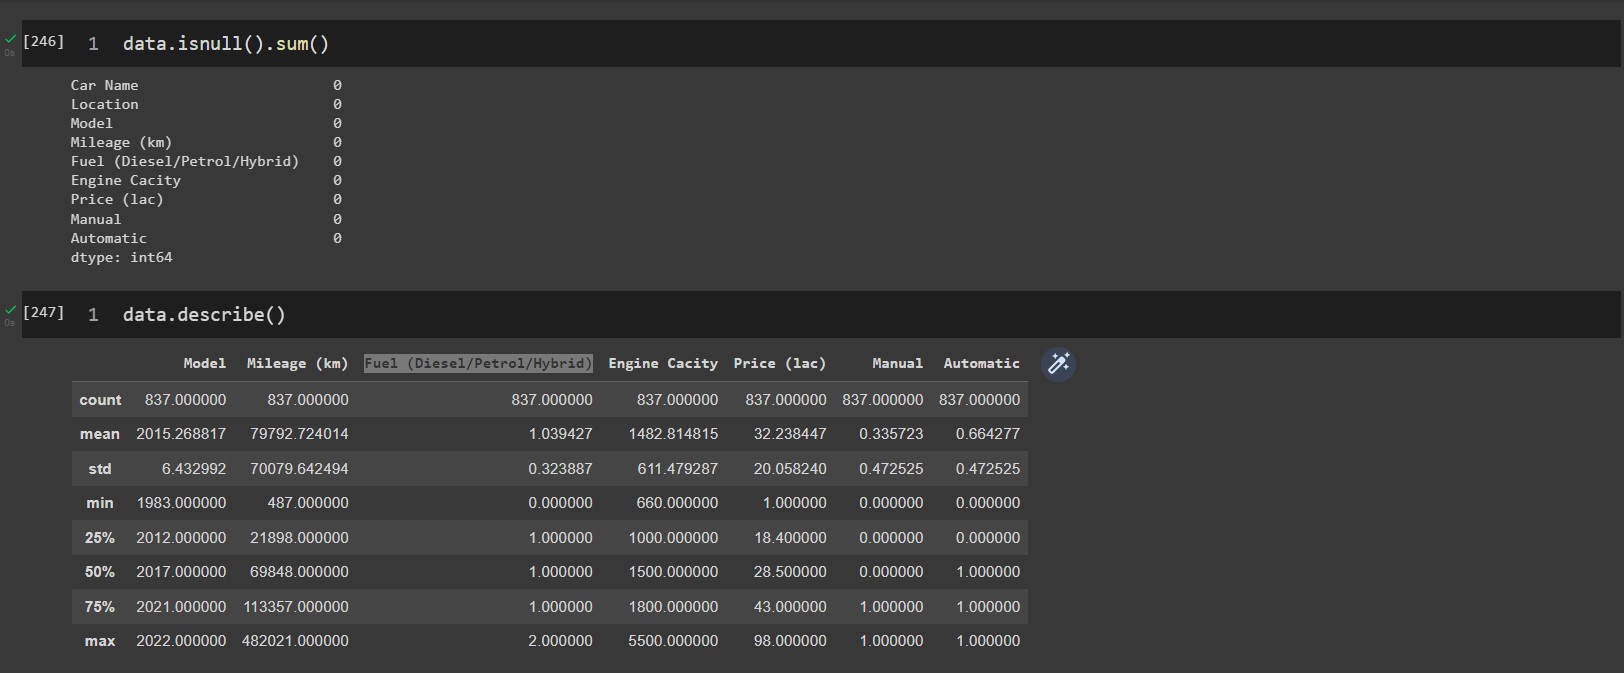 [246] 1 data.isnull().sum()
0s
Car Name 0
Location 0
Model 0
Mileage (km) 0
Fuel (Diesel/Petrol/Hybrid) 0
Engine Cacity 0
Price (lac) 0
Manual 0
Automatic 0
dtype: int64
[247] 1 data.describe()
0s
Model Mileage (km) Fuel (Diesel/Petrol/Hybrid) Engine Cacity Price (lac) Manual Automatic
count 837.000000 837.000000 837.000000 837.000000 837.000000 837.000000 837.000000
mean 2015.268817 79792.724014 1.039427 1482.814815 32.238447 0.335723 0.664277
std 6.432992 70079.642494 0.323887 611.479287 20.058240 0.472525 0.472525
min 1983.000000 487.000000 0.000000 660.000000 1.000000 0.000000 0.000000
25% 2012.000000 21898.000000 1.000000 1000.000000 18.400000 0.000000 0.000000
50% 2017.000000 69848.000000 1.000000 1500.000000 28.500000 0.000000 1.000000
75% 2021.000000 113357.000000 1.000000 1800.000000 43.000000 1.000000 1.000000
max 2022.000000 482021.000000 2.000000 5500.000000 98.000000 1.000000 1.000000